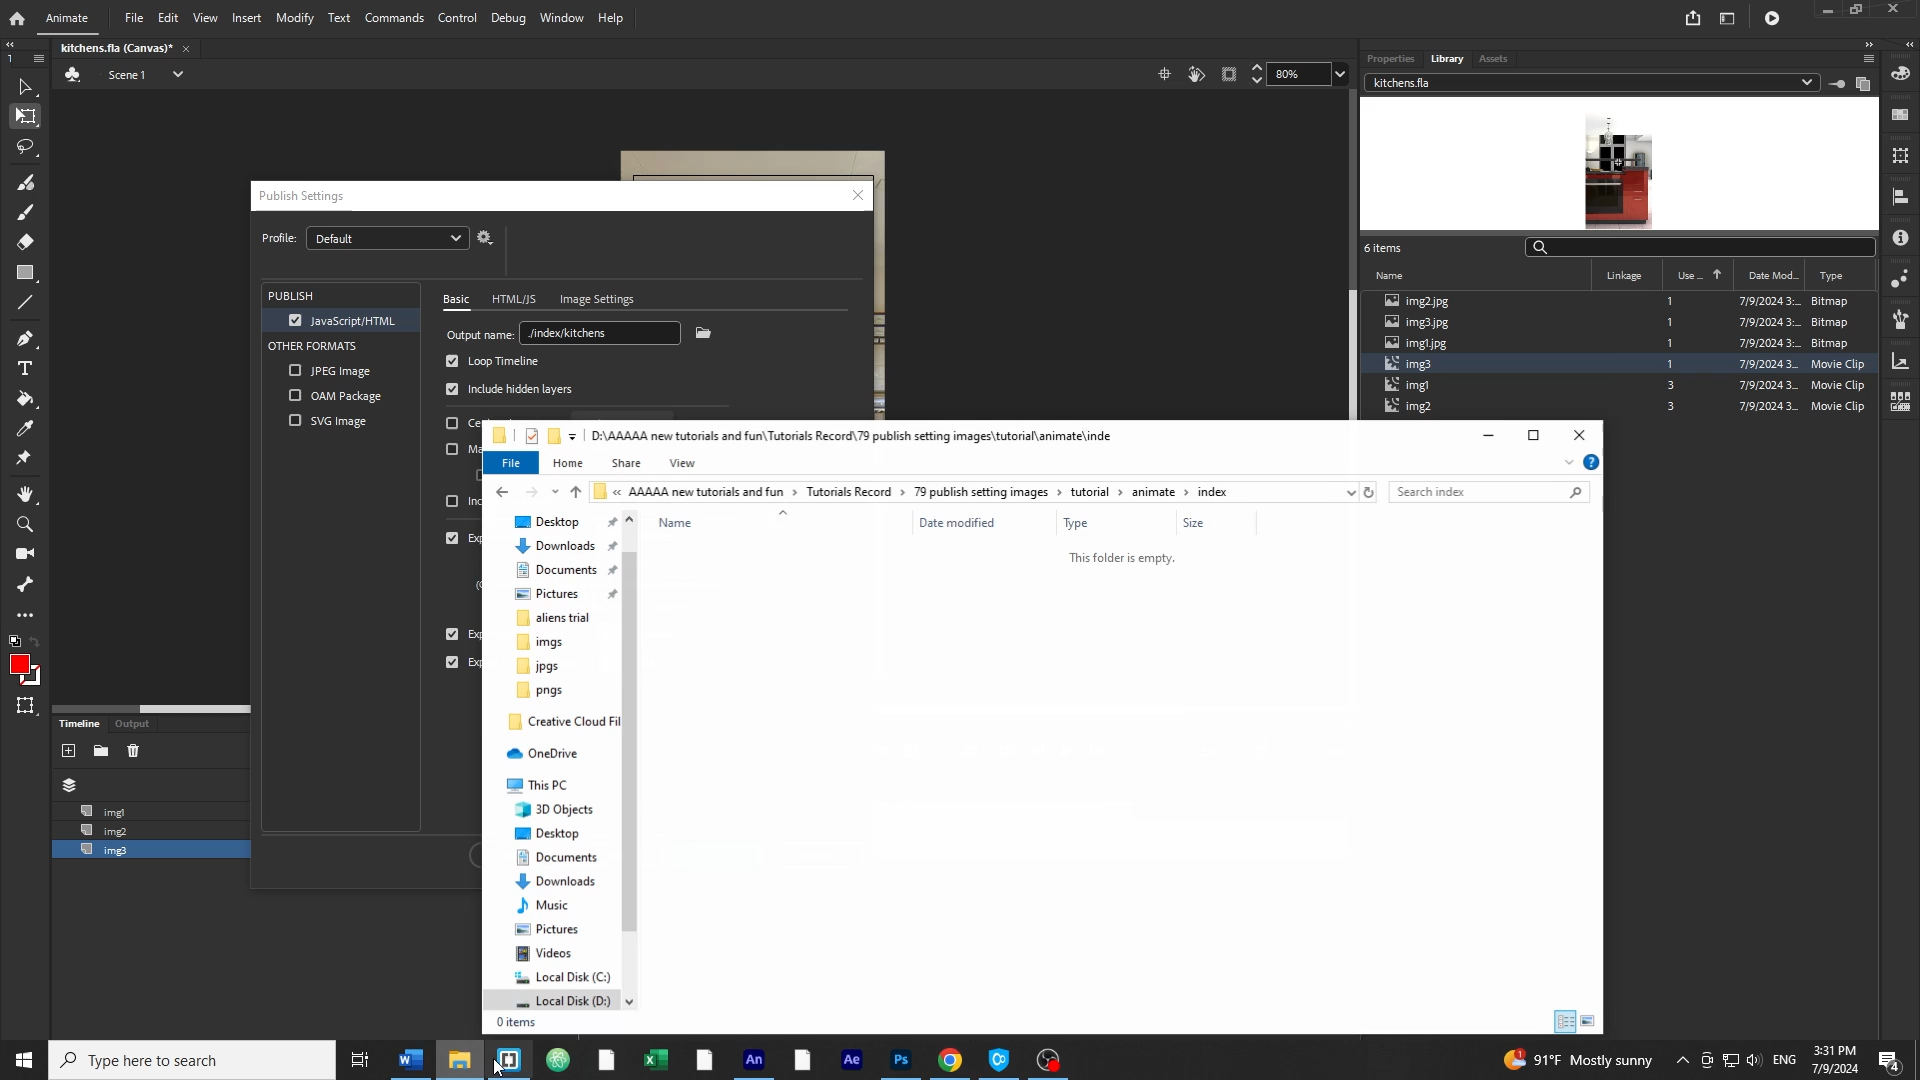 Animate
File Edit View Insert Modify Text Commands Control Debug Window Help
kitchens.fla (Canvas)*
Scene 1
80%
Properties Library Assets
kitchens.fla
6 items
Name Linkage Use ... Date Mod... Type
img2.jpg 1 7/9/2024 3:... Bitmap
img3.jpg 1 7/9/2024 3:... Bitmap
img1.jpg 1 7/9/2024 3:... Bitmap
img3 1 7/9/2024 3... Movie Clip
img1 3 7/9/2024 3... Movie Clip
img2 3 7/9/2024 3... Movie Clip
Publish Settings
Profile: Default
PUBLISH
JavaScript/HTML
OTHER FORMATS
JPEG Image
OAM Package
SVG Image
Basic HTML/JS Image Settings
Output name: ./index/kitchens
Loop Timeline
Include hidden layers
D:\AAAAA new tutorials and fun\Tutorials Record\79 publish setting images\tutorial\animate\inde
File Home Share View
« AAAAA new tutorials and fun › Tutorials Record › 79 publish setting images › tutorial › animate › index
Search index
Name Date modified Type Size
This folder is empty.
Desktop
Downloads
Documents
Pictures
aliens trial
imgs
jpgs
pngs
Creative Cloud Fil
OneDrive
This PC
3D Objects
Desktop
Documents
Downloads
Music
Pictures
Videos
Local Disk (C:)
Local Disk (D:)
0 items
Timeline Output
img1
img2
img3
Type here to search
91°F Mostly sunny
ENG
3:31 PM
7/9/2024
4